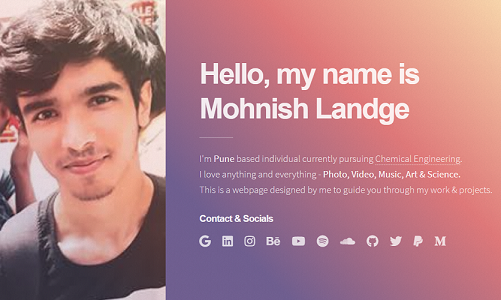 Hello, my name is
Mohnish Landge
I'm Pune based individual currently pursuing Chemical Engineering.
I love anything and everything - Photo, Video, Music, Art & Science.
This is a webpage designed by me to guide you through my work & projects.
Contact & Socials